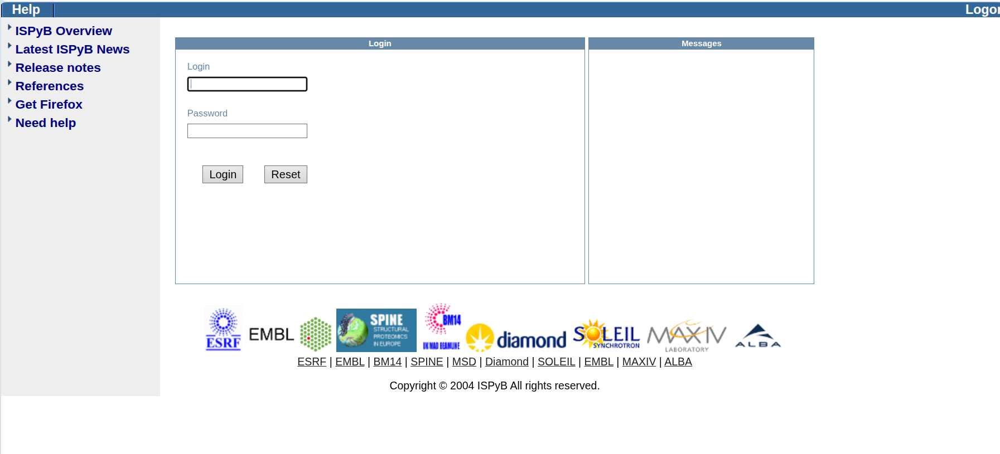 Help
Logon
ISPyB Overview
Latest ISPyB News
Release notes
References
Get Firefox
Need help
Login
Messages
Login
Password
Login Reset
ESRF
EMBL
SPINE
STRUCTURAL
PROTEOMICS
IN EUROPE
BM14
UK MAD BEAMLINE
diamond
SOLEIL
SYNCHROTRON
MAXIV
LABORATORY
ALBA
ESRF | EMBL | BM14 | SPINE | MSD | Diamond | SOLEIL | EMBL | MAXIV | ALBA
Copyright © 2004 ISPyB All rights reserved.